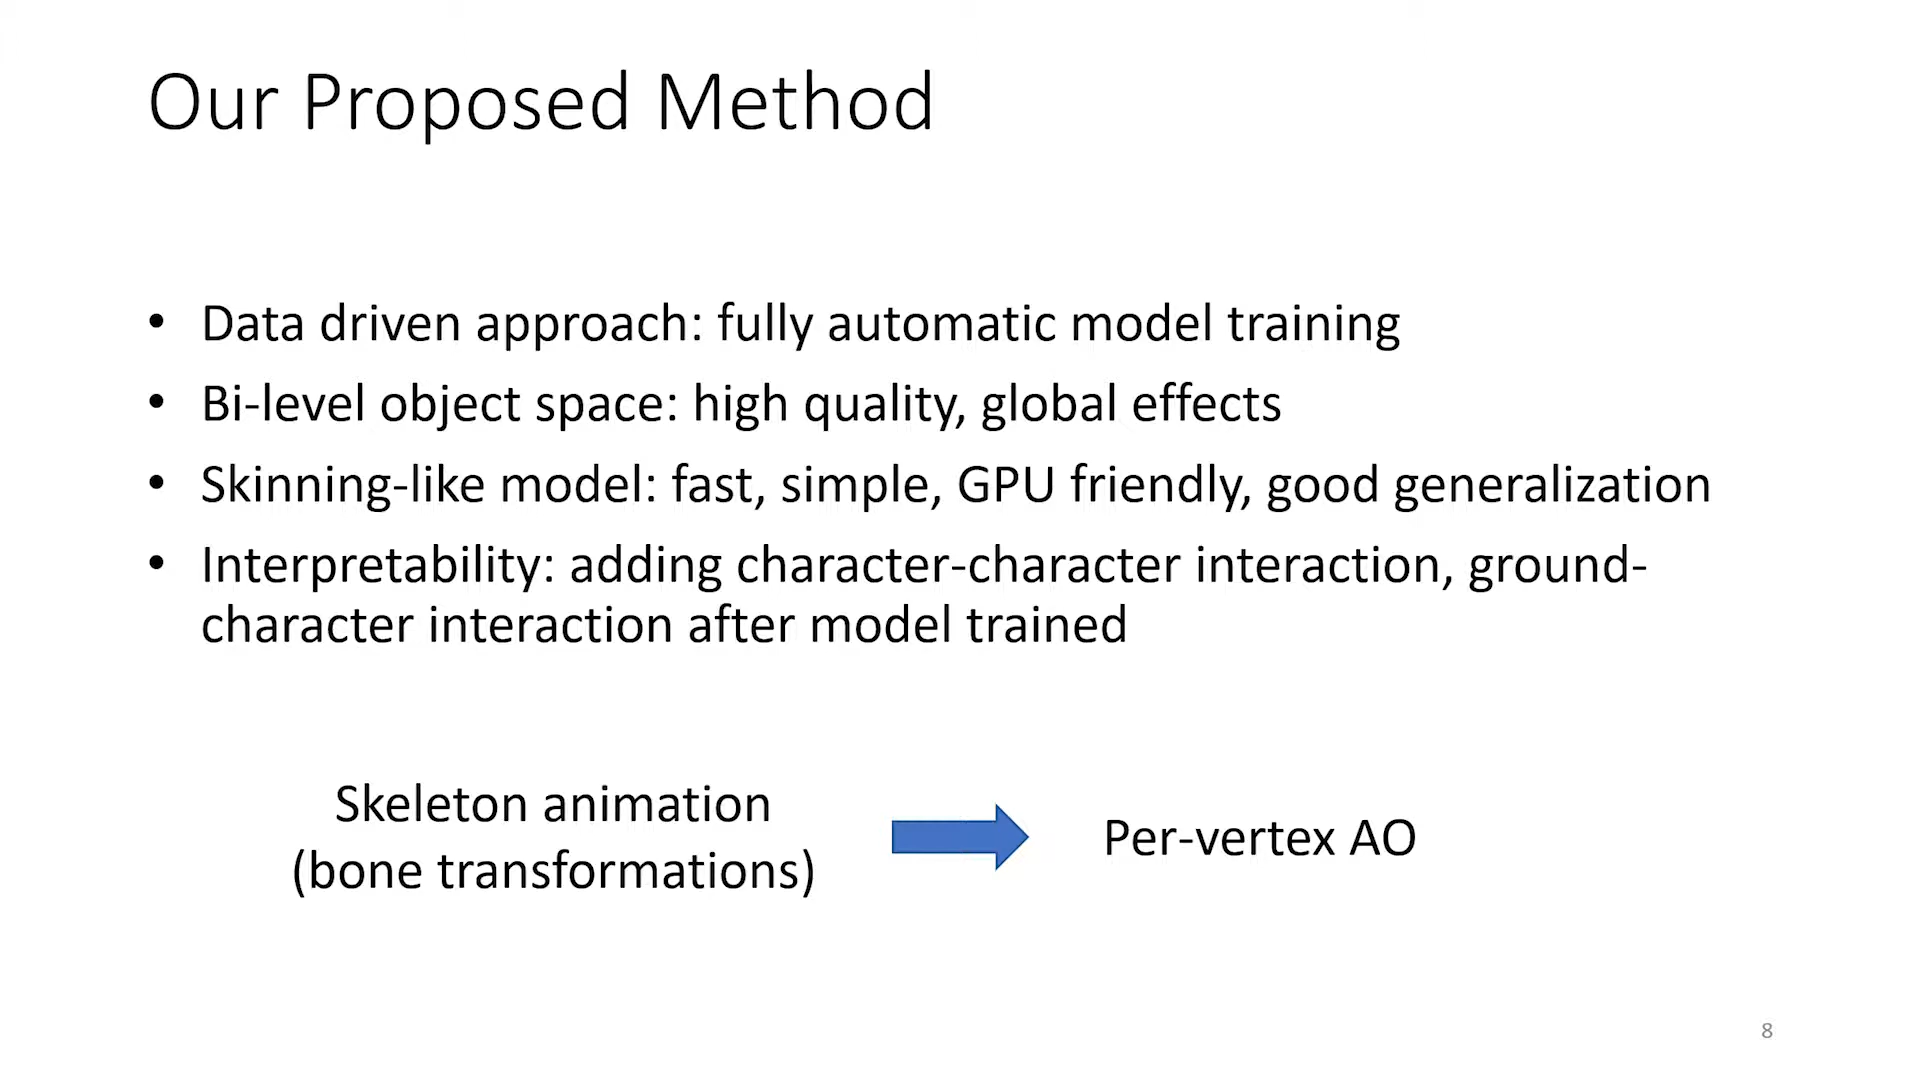 Our Proposed Method
• Data driven approach: fully automatic model training
• Bi-level object space: high quality, global effects
• Skinning-like model: fast, simple, GPU friendly, good generalization
• Interpretability: adding character-character interaction, ground-
character interaction after model trained
Skeleton animation
(bone transformations)
Per-vertex AO
8